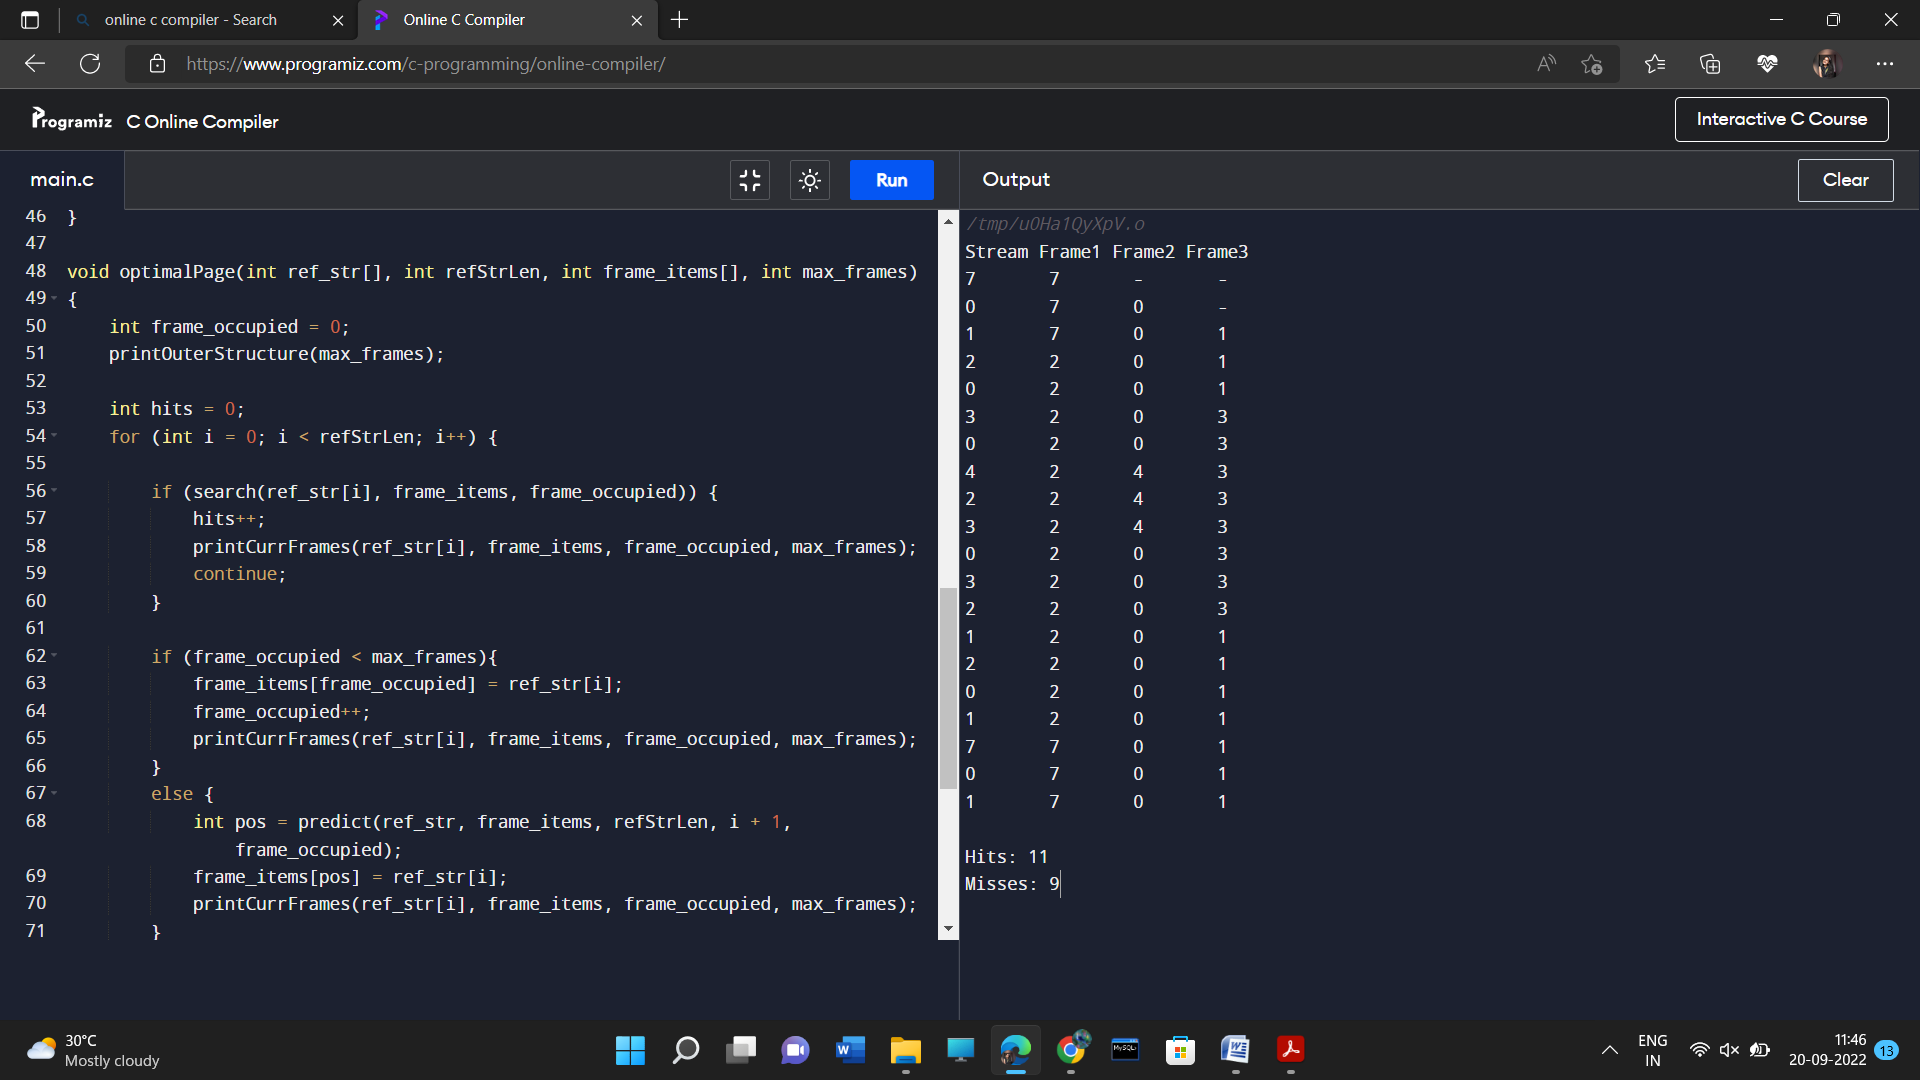 online c compiler - Search
Online C Compiler
https://www.programiz.com/c-programming/online-compiler/
Programiz C Online Compiler
Interactive C Course
main.c
Run
Output
Clear
46 }
47
48 void optimalPage(int ref_str[], int refStrLen, int frame_items[], int max_frames)
49 {
50 int frame_occupied = 0;
51 printOuterStructure(max_frames);
52
53 int hits = 0;
54 for (int i = 0; i < refStrLen; i++) {
55
56 if (search(ref_str[i], frame_items, frame_occupied)) {
57 hits++;
58 printCurrFrames(ref_str[i], frame_items, frame_occupied, max_frames);
59 continue;
60 }
61
62 if (frame_occupied < max_frames){
63 frame_items[frame_occupied] = ref_str[i];
64 frame_occupied++;
65 printCurrFrames(ref_str[i], frame_items, frame_occupied, max_frames);
66 }
67 else {
68 int pos = predict(ref_str, frame_items, refStrLen, i + 1,
frame_occupied);
69 frame_items[pos] = ref_str[i];
70 printCurrFrames(ref_str[i], frame_items, frame_occupied, max_frames);
71 }
/tmp/u0Ha1QyXpV.o
Stream Frame1 Frame2 Frame3
7 7 - -
0 7 0 -
1 7 0 1
2 2 0 1
0 2 0 1
3 2 0 3
0 2 0 3
4 2 4 3
2 2 4 3
3 2 4 3
0 2 0 3
3 2 0 3
2 2 0 3
1 2 0 1
2 2 0 1
0 2 0 1
1 2 0 1
7 7 0 1
0 7 0 1
1 7 0 1
Hits: 11
Misses: 9
30°C
Mostly cloudy
MySQL
ENG
IN
11:46
20-09-2022
13